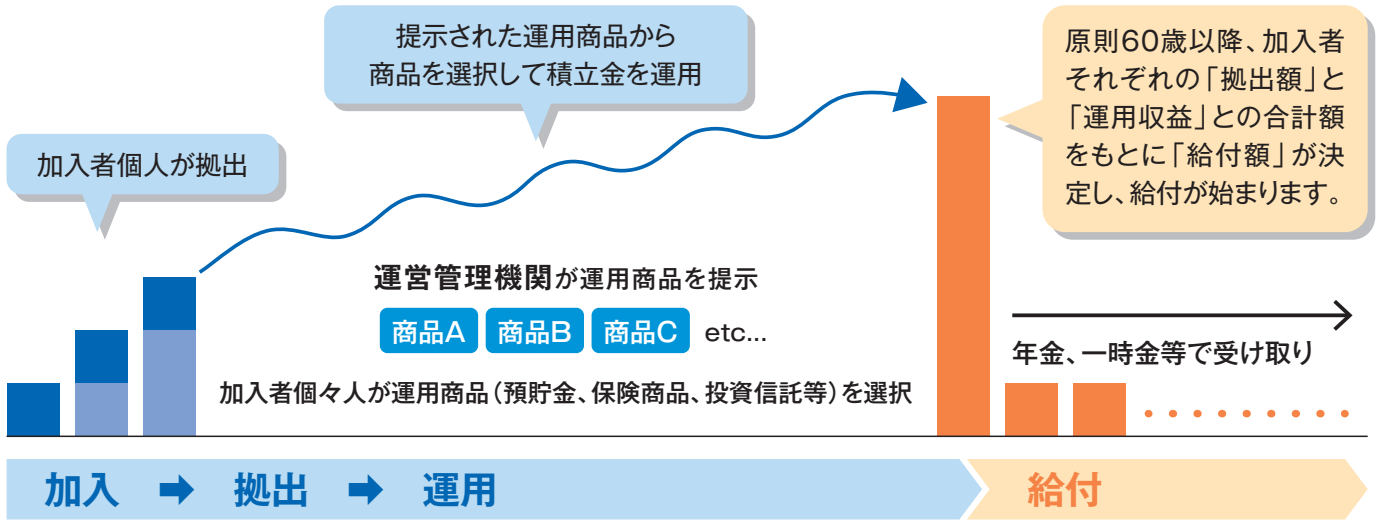 加入者個人が拠出
提示された運用商品から
商品を選択して積立金を運用
原則60歳以降、加入者
それぞれの「拠出額」と
「運用収益」との合計額
をもとに「給付額」が決
定し、給付が始まります。
運営管理機関が運用商品を提示
商品A 商品B 商品C etc...
加入者個々人が運用商品(預貯金、保険商品、投資信託等)を選択
年金、一時金等で受け取り
加入 ➡ 拠出 ➡ 運用
給付